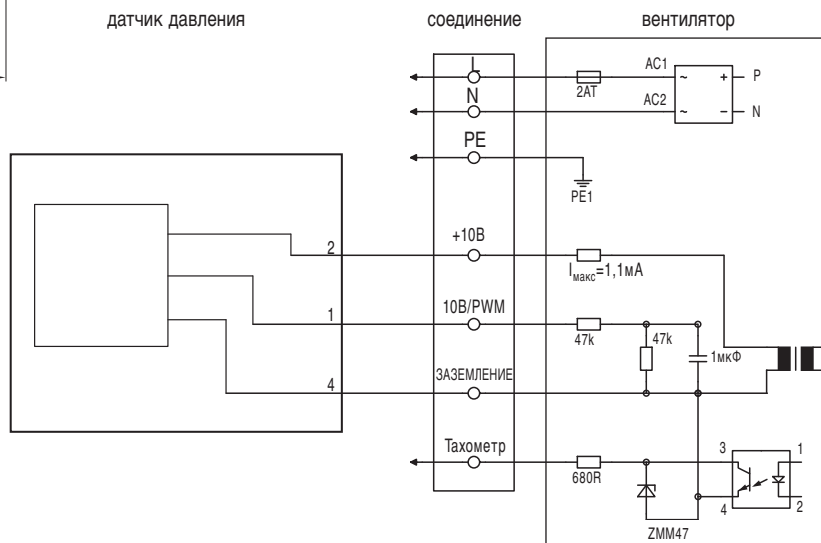 датчик давления
соединение
вентилятор
L
2AT
AC1
~
+
P
N
AC2
~
−
N
PE
PE1
+10В
2
Iмакс=1,1мА
10В/PWM
1
47k
47k
1мкФ
ЗАЗЕМЛЕНИЕ
4
Тахометр
680R
3
1
4
2
ZMM47